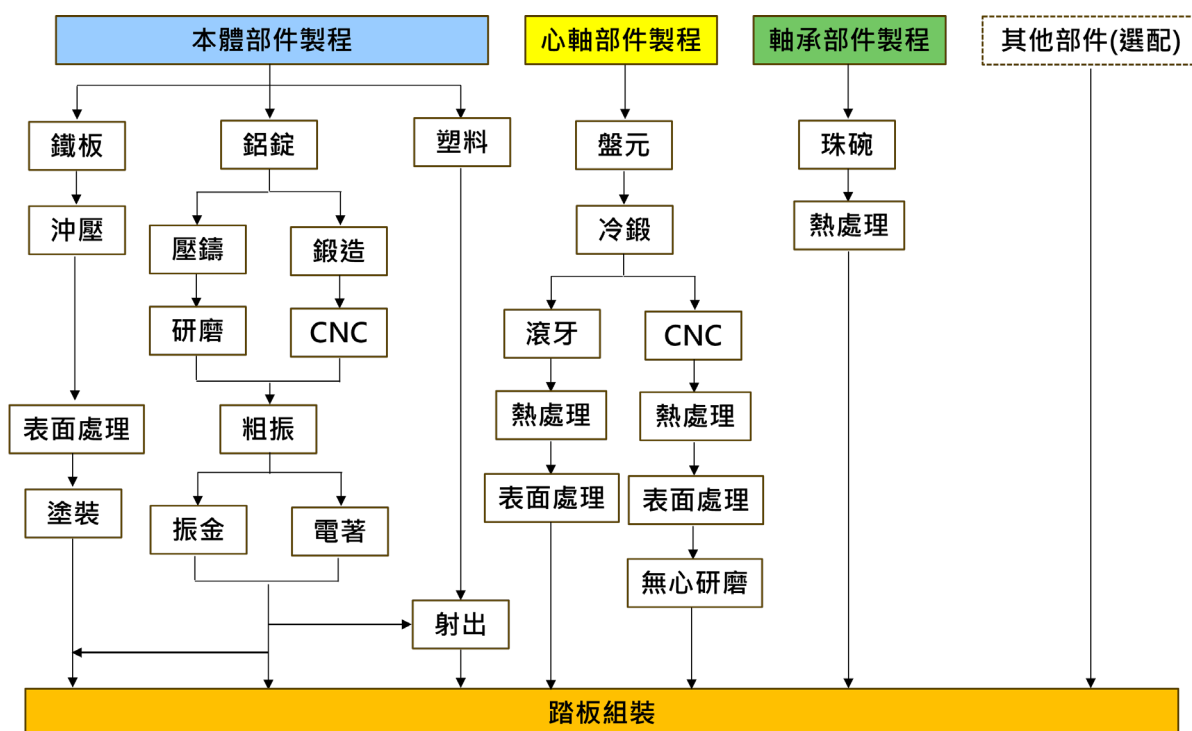 本體部件製程
心軸部件製程
軸承部件製程
其他部件(選配)
鐵板
鋁錠
塑料
盤元
珠碗
沖壓
壓鑄
鍛造
冷鍛
熱處理
研磨
CNC
滾牙
CNC
表面處理
粗振
熱處理
熱處理
塗裝
振金
電著
表面處理
表面處理
無心研磨
射出
踏板組裝